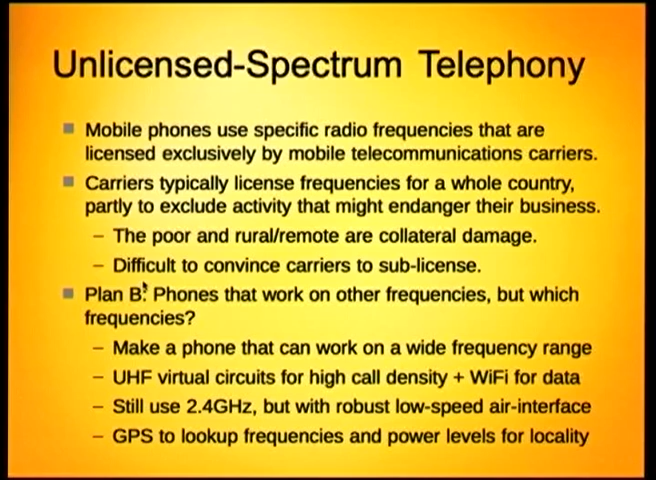 Unlicensed-Spectrum Telephony
Mobile phones use specific radio frequencies that are
licensed exclusively by mobile telecommunications carriers.
Carriers typically license frequencies for a whole country,
partly to exclude activity that might endanger their business.
– The poor and rural/remote are collateral damage.
– Difficult to convince carriers to sub-license.
Plan B: Phones that work on other frequencies, but which
frequencies?
– Make a phone that can work on a wide frequency range
– UHF virtual circuits for high call density + WiFi for data
– Still use 2.4GHz, but with robust low-speed air-interface
– GPS to lookup frequencies and power levels for locality